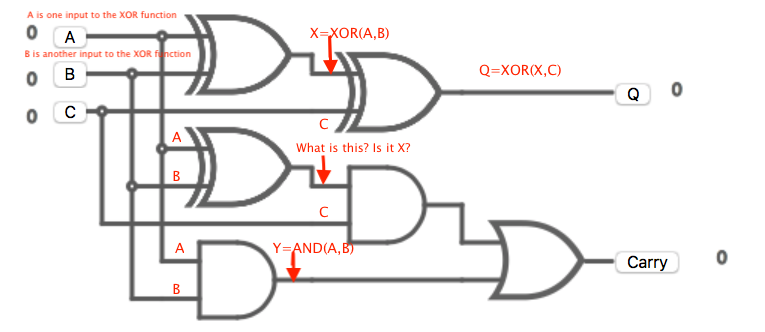 A is one input to the XOR function
0 A
X=XOR(A,B)
B is another input to the XOR function
0 B
Q=XOR(X,C)
Q 0
0 C
C
A
What is this? Is it X?
B
C
A
Y=AND(A,B)
Carry 0
B